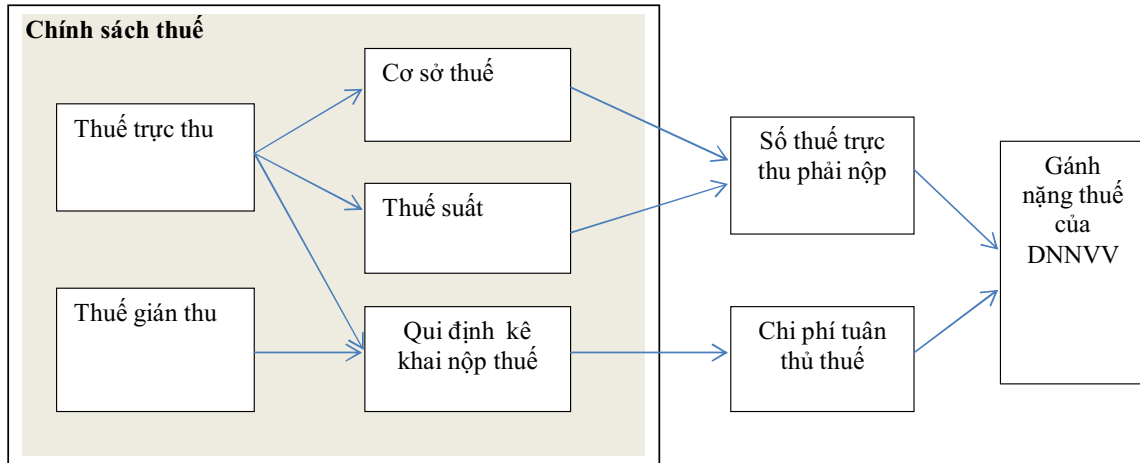 Chính sách thuế
Cơ sở thuế
Thuế trực thu
Số thuế trực
thu phải nộp
Gánh
nặng thuế
của
DNNVV
Thuế suất
Thuế gián thu
Qui định kê
khai nộp thuế
Chi phí tuân
thủ thuế